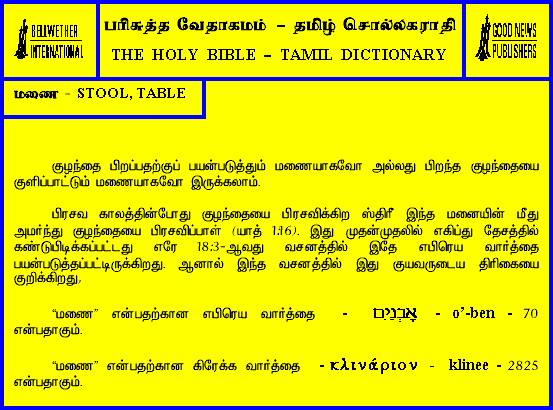 BELLWETHER
INTERNATIONAL
பரிசுத்த வேதாகமம் – தமிழ் சொல்லகராதி
THE HOLY BIBLE – TAMIL DICTIONARY
GOOD NEWS
PUBLISHERS
மணை - STOOL, TABLE
குழந்தை பிறப்பதற்குப் பயன்படுத்தும் மணையாகவோ அல்லது பிறந்த குழந்தையை
குளிப்பாட்டும் மணையாகவோ இருக்கலாம்.
பிரசவ காலத்தின்போது குழந்தையை பிரசவிக்கிற ஸ்திரீ இந்த மனையின் மீது
அமர்ந்து குழந்தையை பிரசவிப்பாள் (யாத் 1:16). இது முதன்முதலில் எகிப்து தேசத்தில்
கண்டுபிடிக்கப்பட்டது எரே 18:3-ஆவது வசனத்தில் இதே எபிரெய வார்த்தை
பயன்படுத்தப்பட்டிருக்கிறது. ஆனால் இந்த வசனத்தில் இது குயவருடைய திரிகையை
குறிக்கிறது,
“மணை” என்பதற்கான எபிரெய வார்த்தை - אָבְנַיִם - o’-ben - 70
என்பதாகும்.
“மணை” என்பதற்கான கிரேக்க வார்த்தை - κλινάριον - klinee - 2825
என்பதாகும்.